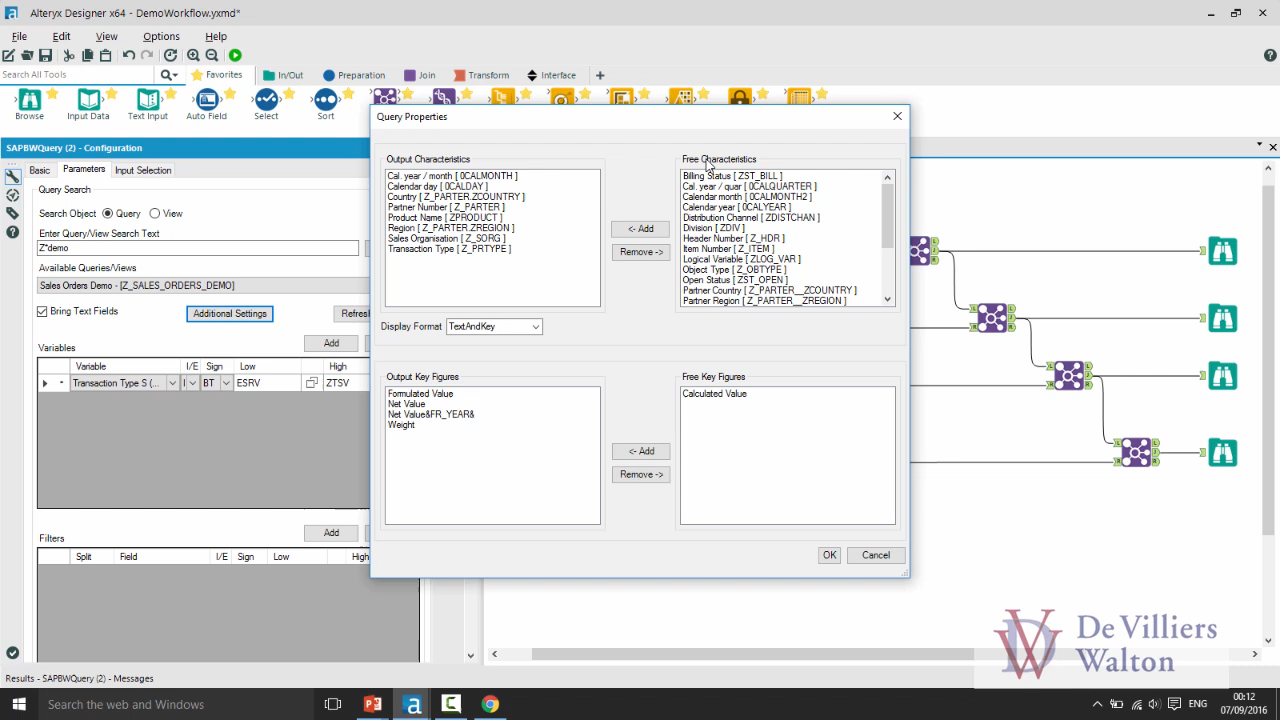 Alteryx Designer x64 - DemoWorkflow.yxmd*
File Edit View Options Help
Search All Tools
Favorites In/Out Preparation Join Transform Interface
Browse Input Data Text Input Auto Field Select Sort
SAPBWQuery (2) - Configuration
Basic Parameters Input Selection
Query Search
Search Object Query View
Enter Query/View Search Text
Z*demo
Available Queries/Views
Sales Orders Demo - [Z_SALES_ORDERS_DEMO]
Bring Text Fields Additional Settings Refres
Variables Add
Variable I/E Sign Low High
Transaction Type S (... I BT ESRV ZTSV
Filters Add
Split Field I/E Sign Low High
Query Properties
Output Characteristics
Cal. year / month [ 0CALMONTH ]
Calendar day [ 0CALDAY ]
Country [ Z_PARTER.ZCOUNTRY ]
Partner Number [ Z_PARTER ]
Product Name [ ZPRODUCT ]
Region [ Z_PARTER.ZREGION ]
Sales Organisation [ Z_SORG ]
Transaction Type [ Z_PRTYPE ]
<- Add
Remove ->
Free Characteristics
Billing Status [ ZST_BILL ]
Cal. year / quar [ 0CALQUARTER ]
Calendar month [ 0CALMONTH2 ]
Calendar year [ 0CALYEAR ]
Distribution Channel [ ZDISTCHAN ]
Division [ ZDIV ]
Header Number [ Z_HDR ]
Item Number [ Z_ITEM ]
Logical Variable [ ZLOG_VAR ]
Object Type [ Z_OBTYPE ]
Open Status [ ZST_OPEN ]
Partner Country [ Z_PARTER__ZCOUNTRY ]
Partner Region [ Z_PARTER__ZREGION ]
Display Format TextAndKey
Output Key Figures
Formulated Value
Net Value
Net Value&FR_YEAR&
Weight
<- Add
Remove ->
Free Key Figures
Calculated Value
OK Cancel
L J R
L J R
L R L J R
L R L J R
L R L J R
De Villiers
Walton
Results - SAPBWQuery (2) - Messages
Search the web and Windows
ENG
00:12
07/09/2016